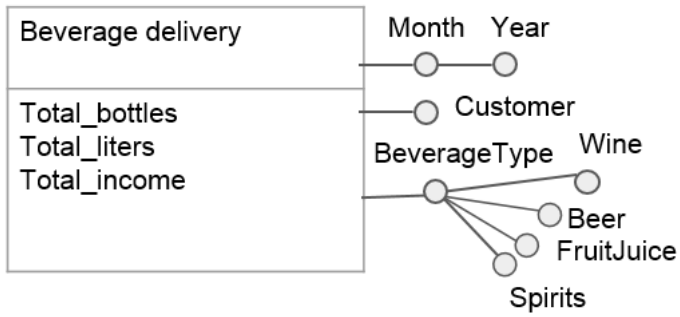 Beverage delivery
Month
Year
Total_bottles
Total_liters
Total_income
Customer
BeverageType
Wine
Beer
FruitJuice
Spirits